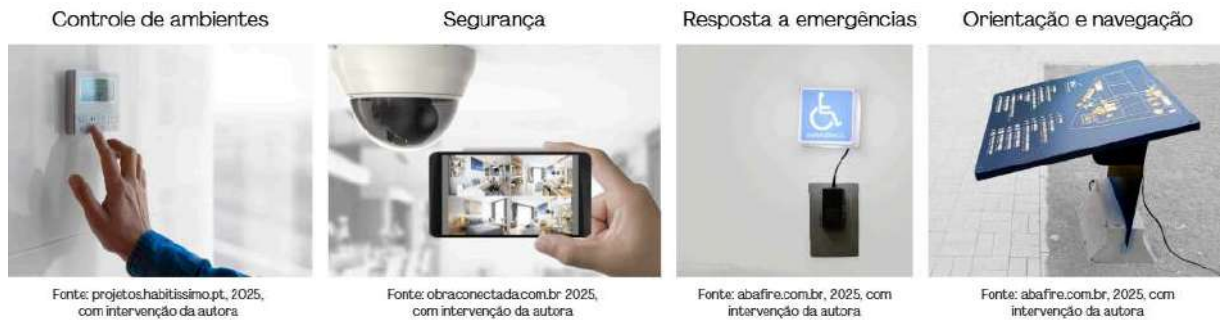 Controle de ambientes
Segurança
Resposta a emergências
Orientação e navegação
Fonte: projetos.habitissimo.pt, 2025,
com intervenção da autora
Fonte: obraconectada.com.br 2025,
com intervenção da autora
Fonte: abafire.com.br, 2025, com
intervenção da autora
Fonte: abafire.com.br, 2025, com
intervenção da autora